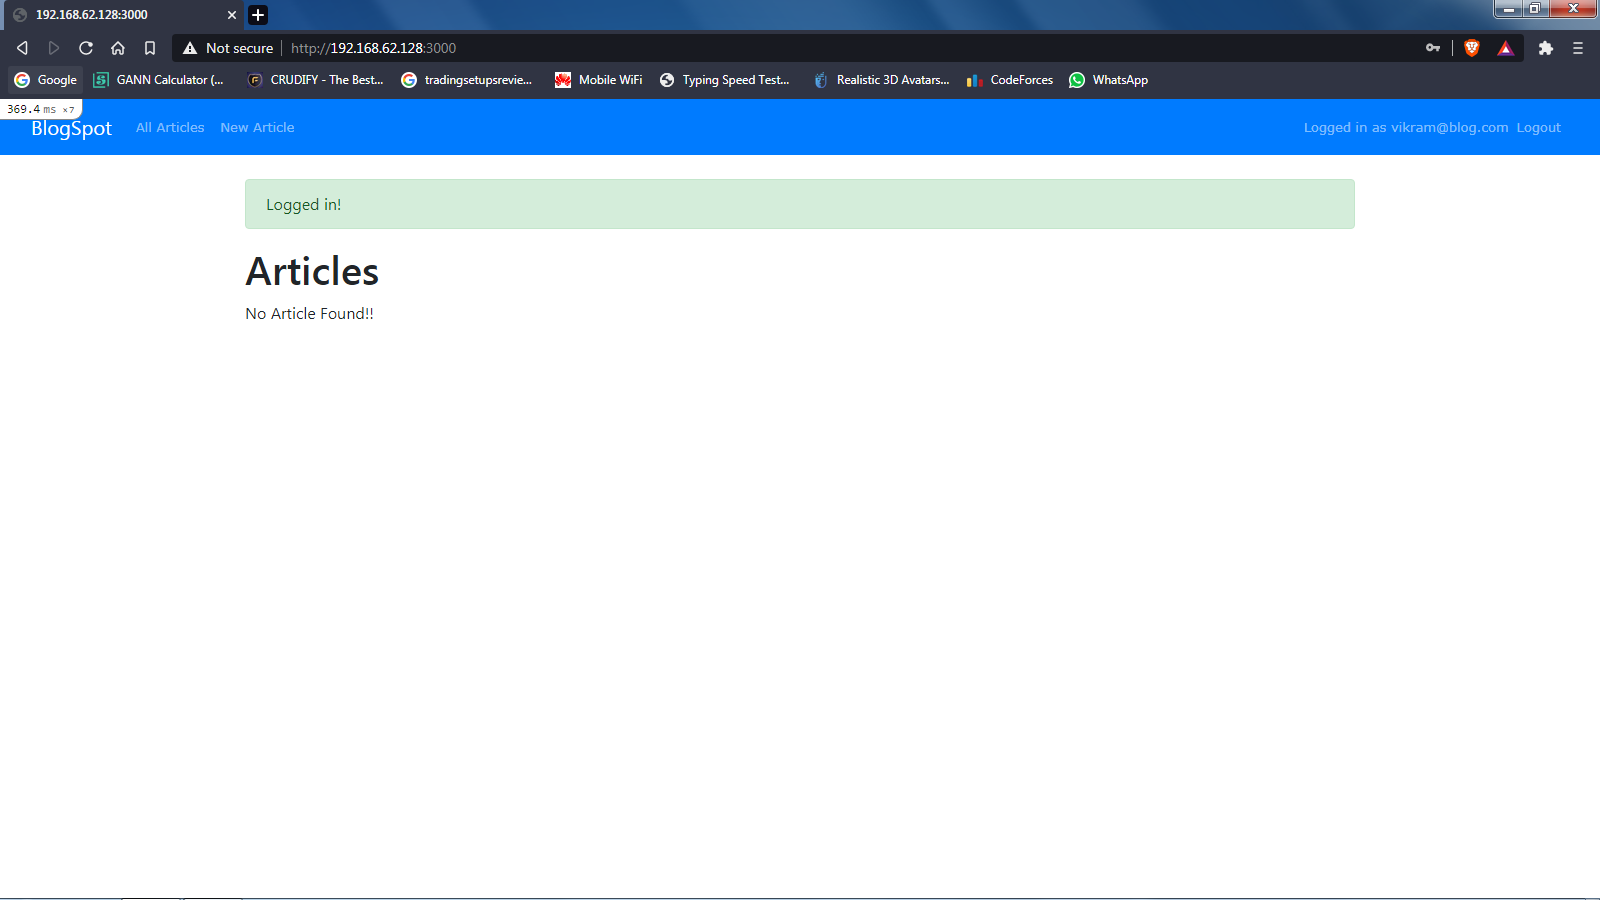 192.168.62.128:3000
Not secure http://192.168.62.128:3000
Google GANN Calculator (... CRUDIFY - The Best... tradingsetupsrevie... Mobile WiFi Typing Speed Test... Realistic 3D Avatars... CodeForces WhatsApp
369.4 ms ×7
BlogSpot All Articles New Article Logged in as vikram@blog.com Logout
Logged in!
Articles
No Article Found!!